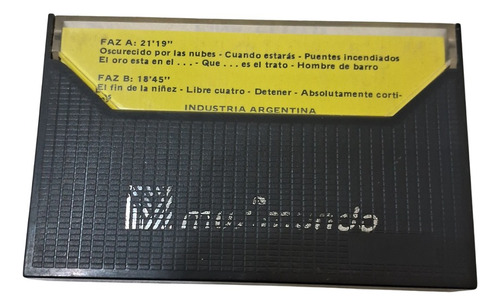 FAZ A: 21'19"
Oscurecido por las nubes - Cuando estarás - Puentes incendiados
El oro esta en el . . . - Que . . . es el trato - Hombre de barro
FAZ B: 18'45"
El fin de la niñez - Libre cuatro - Detener - Absolutamente corti-
nas
INDUSTRIA ARGENTINA
musimundo